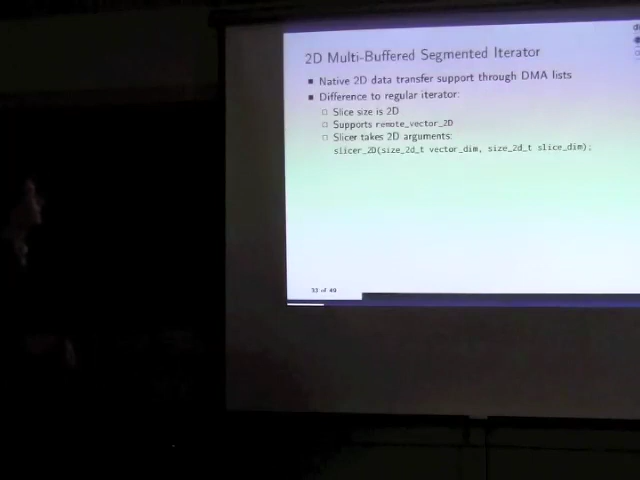 2D Multi-Buffered Segmented Iterator
Native 2D data transfer support through DMA lists
Difference to regular iterator:
Slice size is 2D
Supports remote_vector_2D
Slicer takes 2D arguments:
slicer_2D(size_2d_t vector_dim, size_2d_t slice_dim);
33 of 40